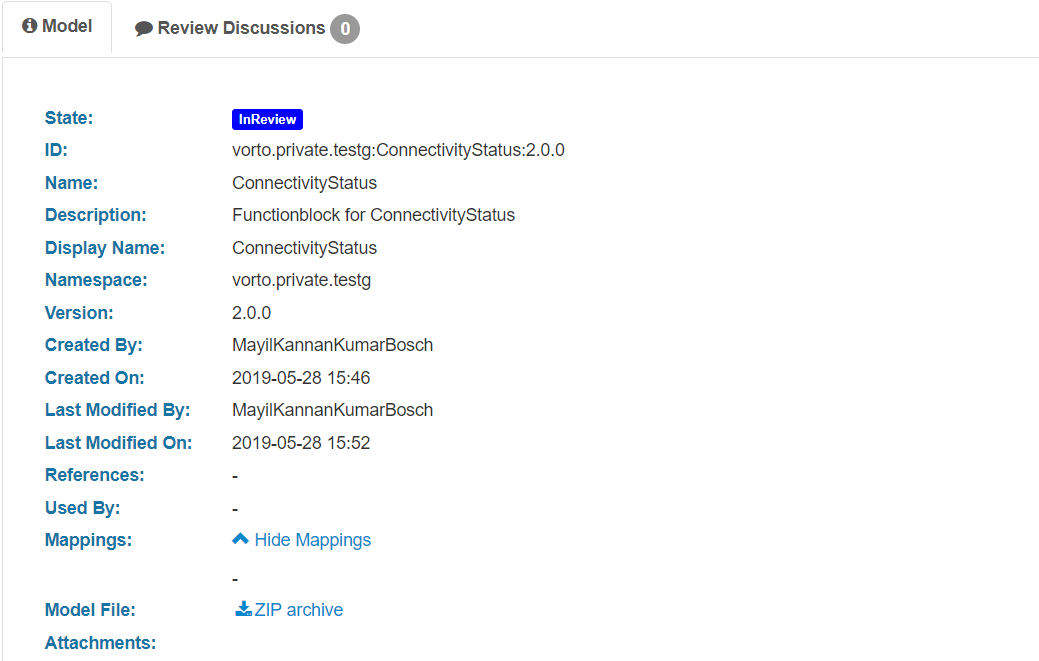 Model Review Discussions 0
State: InReview
ID: vorto.private.testg:ConnectivityStatus:2.0.0
Name: ConnectivityStatus
Description: Functionblock for ConnectivityStatus
Display Name: ConnectivityStatus
Namespace: vorto.private.testg
Version: 2.0.0
Created By: MayilKannanKumarBosch
Created On: 2019-05-28 15:46
Last Modified By: MayilKannanKumarBosch
Last Modified On: 2019-05-28 15:52
References: -
Used By: -
Mappings: Hide Mappings
-
Model File: ZIP archive
Attachments: